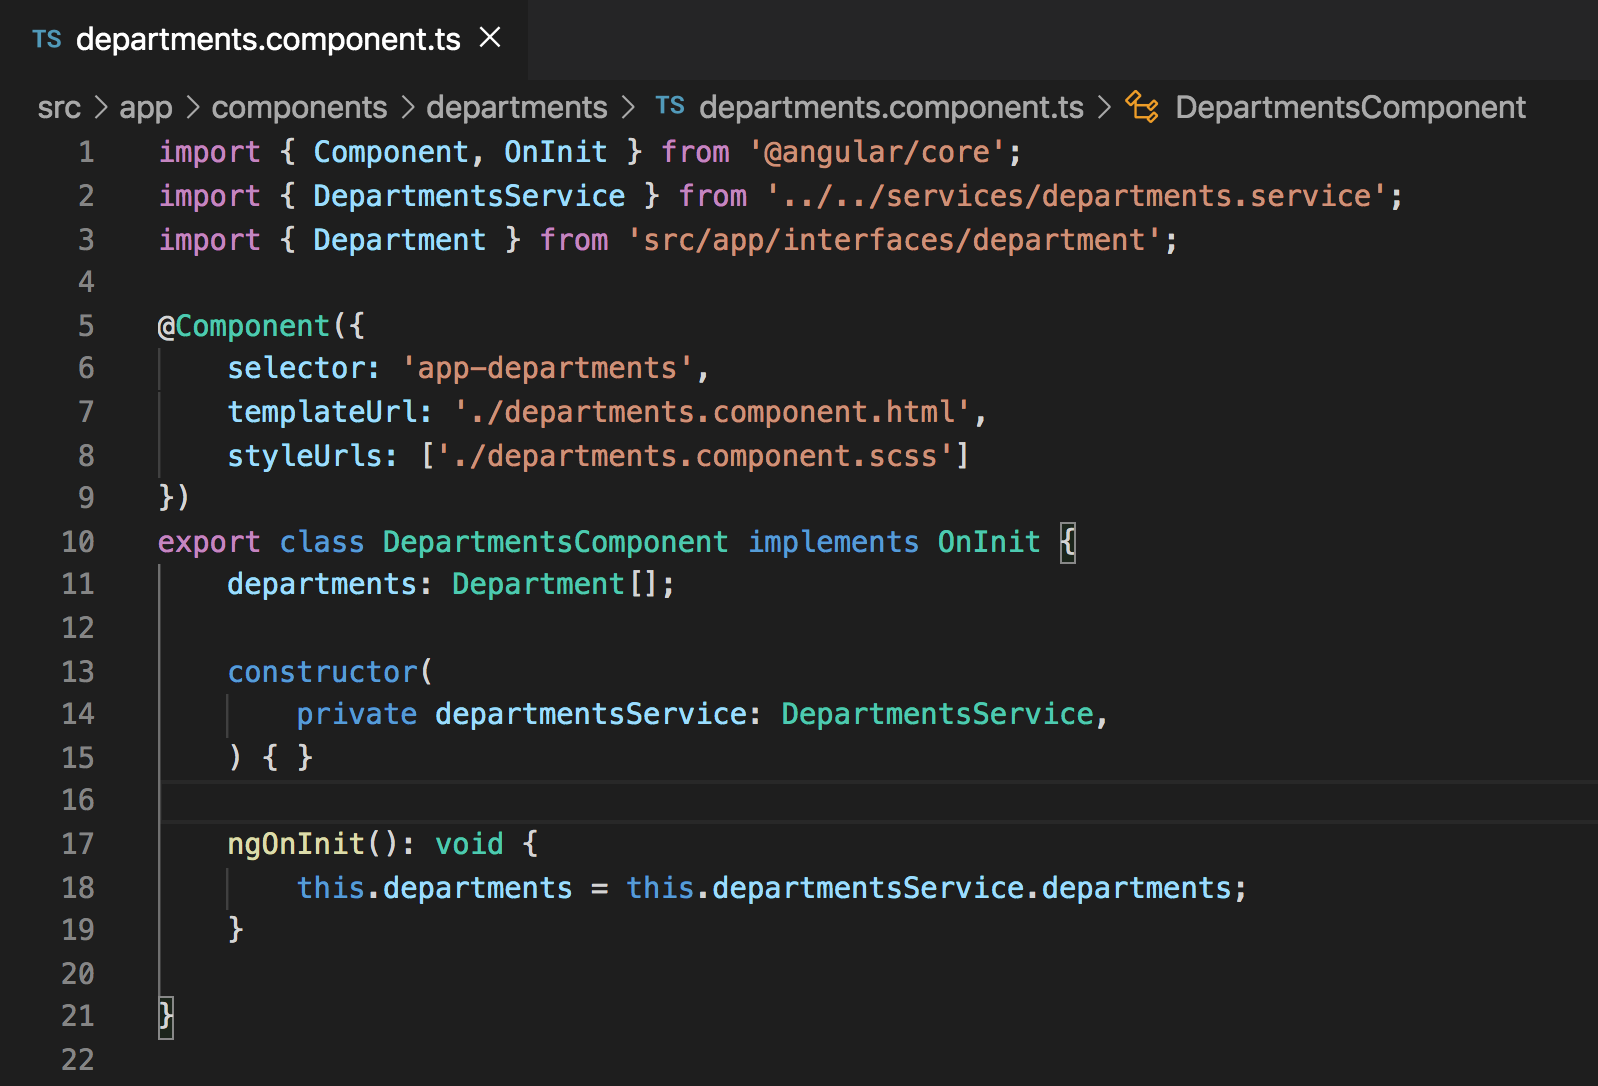 TS departments.component.ts ×
src > app > components > departments > TS departments.component.ts > DepartmentsComponent
1 import { Component, OnInit } from '@angular/core';
2 import { DepartmentsService } from '../../services/departments.service';
3 import { Department } from 'src/app/interfaces/department';
4
5 @Component({
6     selector: 'app-departments',
7     templateUrl: './departments.component.html',
8     styleUrls: ['./departments.component.scss']
9 })
10 export class DepartmentsComponent implements OnInit {
11     departments: Department[];
12
13     constructor(
14         private departmentsService: DepartmentsService,
15     ) { }
16
17     ngOnInit(): void {
18         this.departments = this.departmentsService.departments;
19     }
20
21 }
22